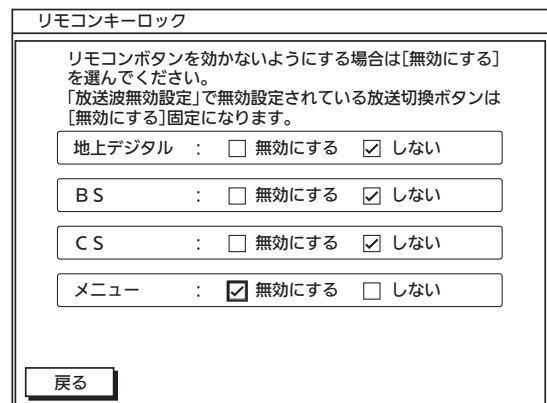 リモコンキーロック
リモコンボタンを効かないようにする場合は[無効にする]
を選んでください。
「放送波無効設定」で無効設定されている放送切換ボタンは
[無効にする]固定になります。
地上デジタル : □ 無効にする ☑ しない
ＢＳ : □ 無効にする ☑ しない
ＣＳ : □ 無効にする ☑ しない
メニュー : ☑ 無効にする □ しない
戻る